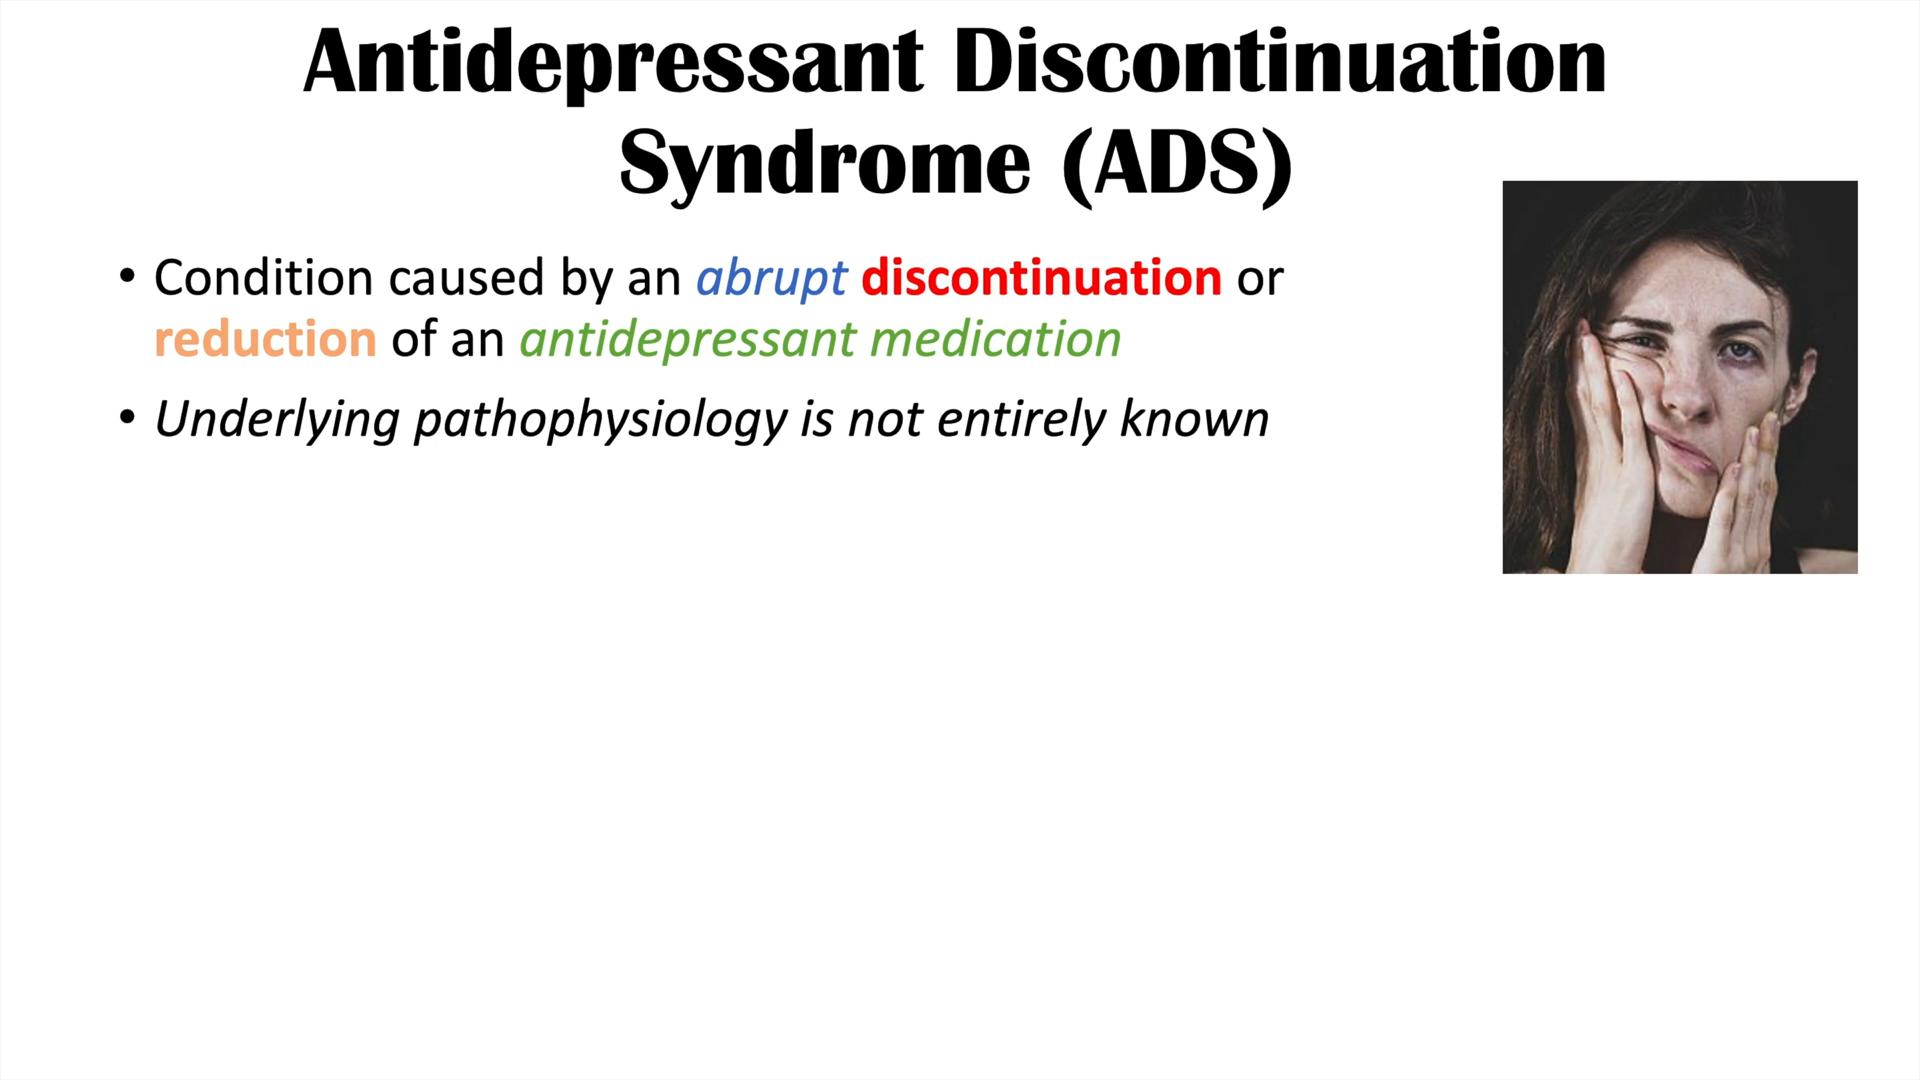 Antidepressant Discontinuation
Syndrome (ADS)
• Condition caused by an abrupt discontinuation or
reduction of an antidepressant medication
• Underlying pathophysiology is not entirely known